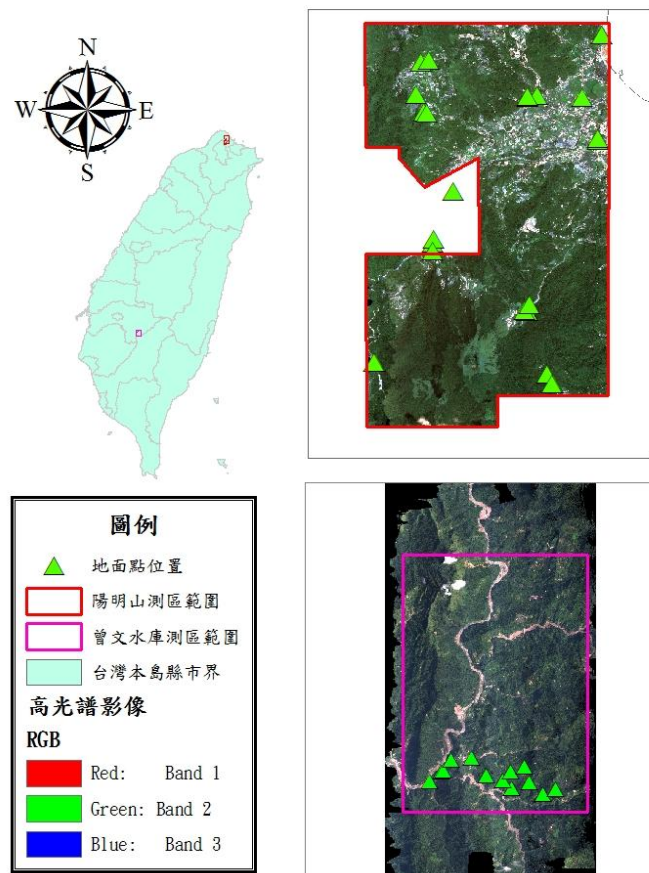 N
W
E
S
圖例
地面點位置
陽明山測區範圍
曾文水庫測區範圍
台灣本島縣市界
高光譜影像
RGB
Red: Band 1
Green: Band 2
Blue: Band 3